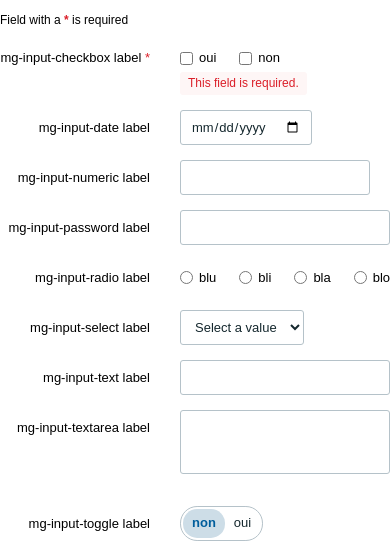 Field with a * is required
mg-input-checkbox label * oui non
This field is required.
mg-input-date label mm/dd/yyyy
mg-input-numeric label
mg-input-password label
mg-input-radio label blu bli bla blo
mg-input-select label Select a value
mg-input-text label
mg-input-textarea label
mg-input-toggle label non oui